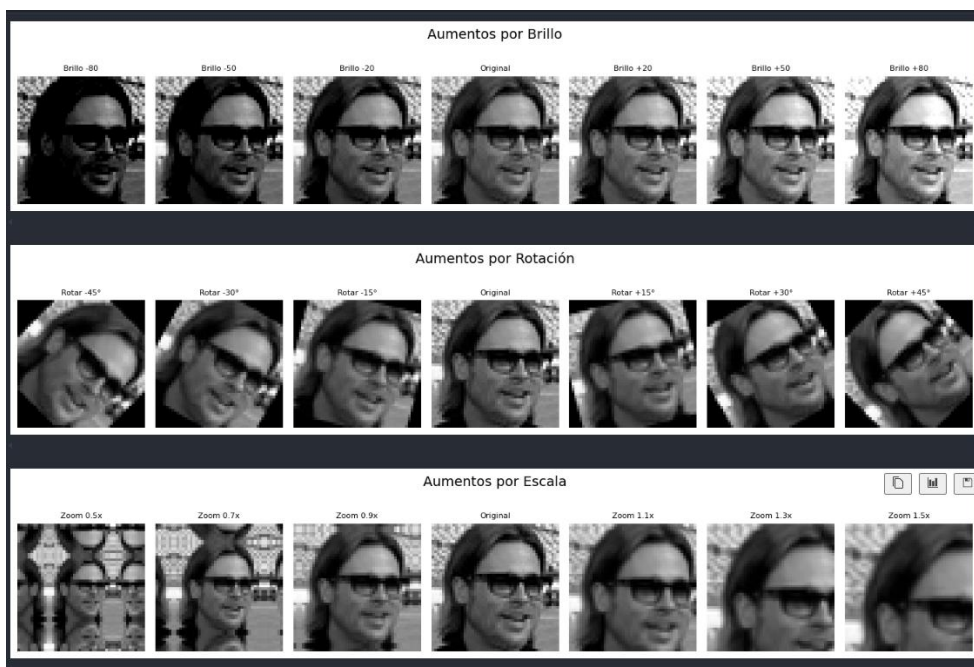 Aumentos por Brillo
Brillo -80 Brillo -50 Brillo -20 Original Brillo +20 Brillo +50 Brillo +80
Aumentos por Rotación
Rotar -45° Rotar -30° Rotar -15° Original Rotar +15° Rotar +30° Rotar +45°
Aumentos por Escala
Zoom 0.5x Zoom 0.7x Zoom 0.9x Original Zoom 1.1x Zoom 1.3x Zoom 1.5x